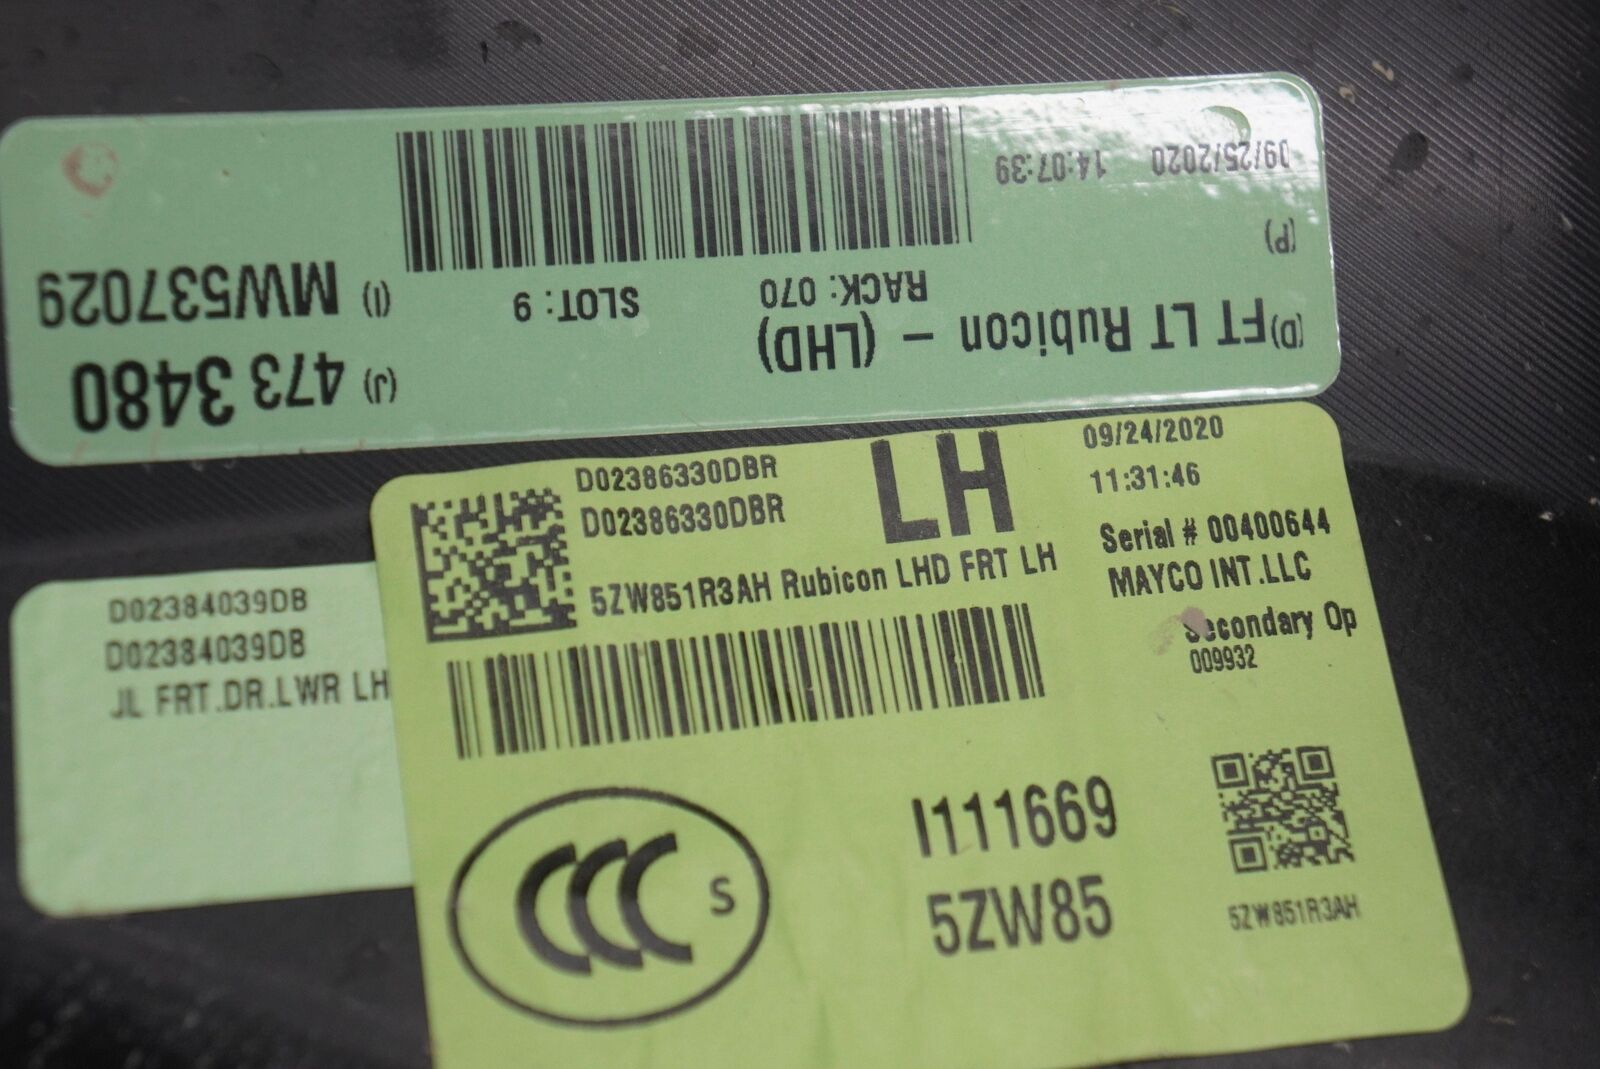 (J) 473 3480
(I) MW537029
(D) FT LT Rubicon - (LHD)
RACK: 070
SLOT: 9
(P)
09/25/2020 14:07:39
D02386330DBR
D02386330DBR
LH
09/24/2020
11:31:46
5ZW851R3AH Rubicon LHD FRT LH
Serial # 00400644
MAYCO INT.LLC
Secondary Op
009932
CCC S
I111669
5ZW85
5ZW851R3AH
D02384039DB
D02384039DB
JL FRT.DR.LWR LH